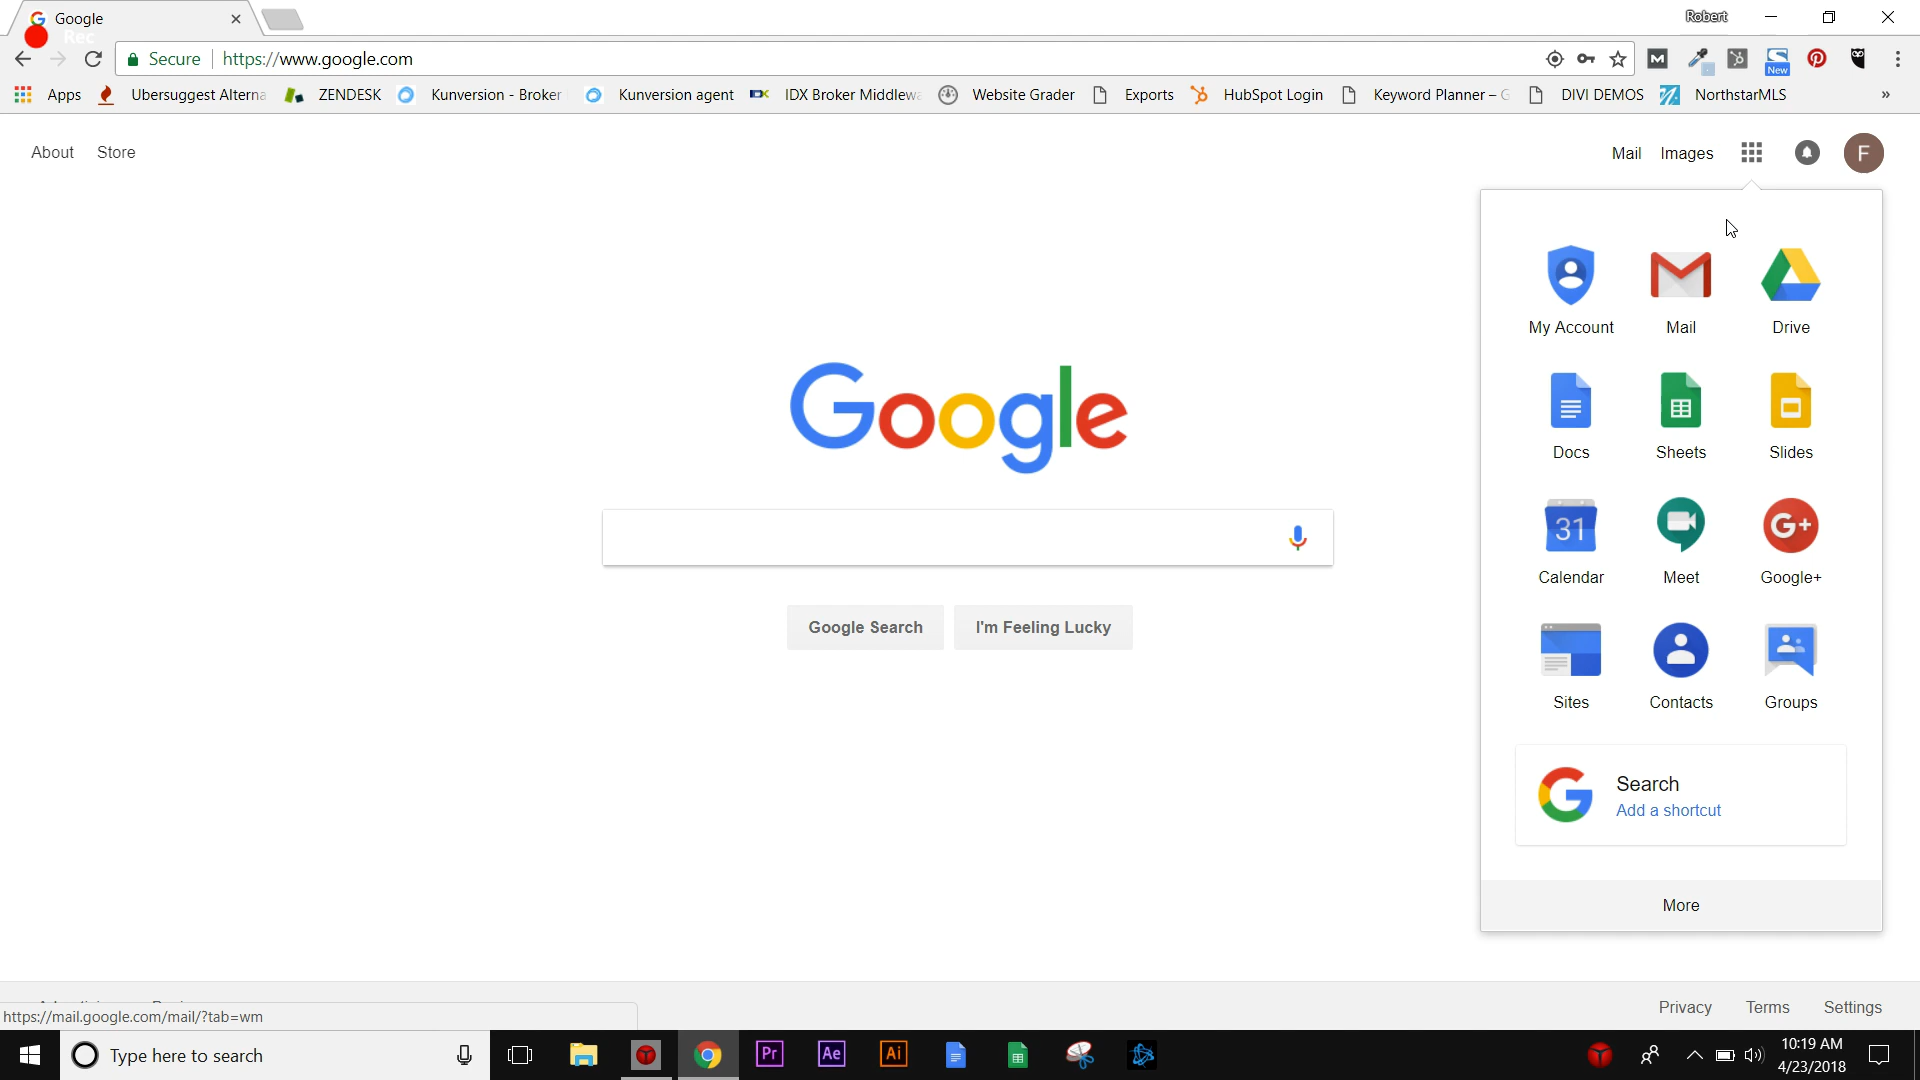 Google
Robert
Rec
Secure
https://www.google.com
New
Apps
Ubersuggest Alterna
ZENDESK
Kunversion - Broker
Kunversion agent
IDX Broker Middlewa
Website Grader
Exports
HubSpot Login
Keyword Planner – G
DIVI DEMOS
NorthstarMLS
»
About
Store
Mail
Images
F
My Account
Mail
Drive
Docs
Sheets
Slides
31
G+
Calendar
Meet
Google+
Sites
Contacts
Groups
Google
Google Search
I'm Feeling Lucky
Search
Add a shortcut
More
Privacy
Terms
Settings
https://mail.google.com/mail/?tab=wm
Type here to search
Pr
Ae
Ai
10:19 AM
4/23/2018